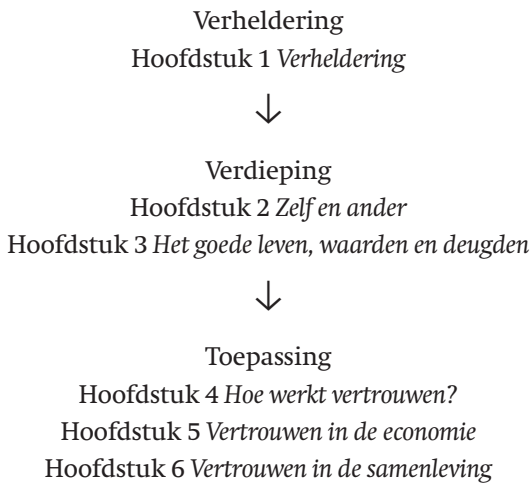 Verheldering
Hoofdstuk 1 Verheldering
↓
Verdieping
Hoofdstuk 2 Zelf en ander
Hoofdstuk 3 Het goede leven, waarden en deugden
↓
Toepassing
Hoofdstuk 4 Hoe werkt vertrouwen?
Hoofdstuk 5 Vertrouwen in de economie
Hoofdstuk 6 Vertrouwen in de samenleving